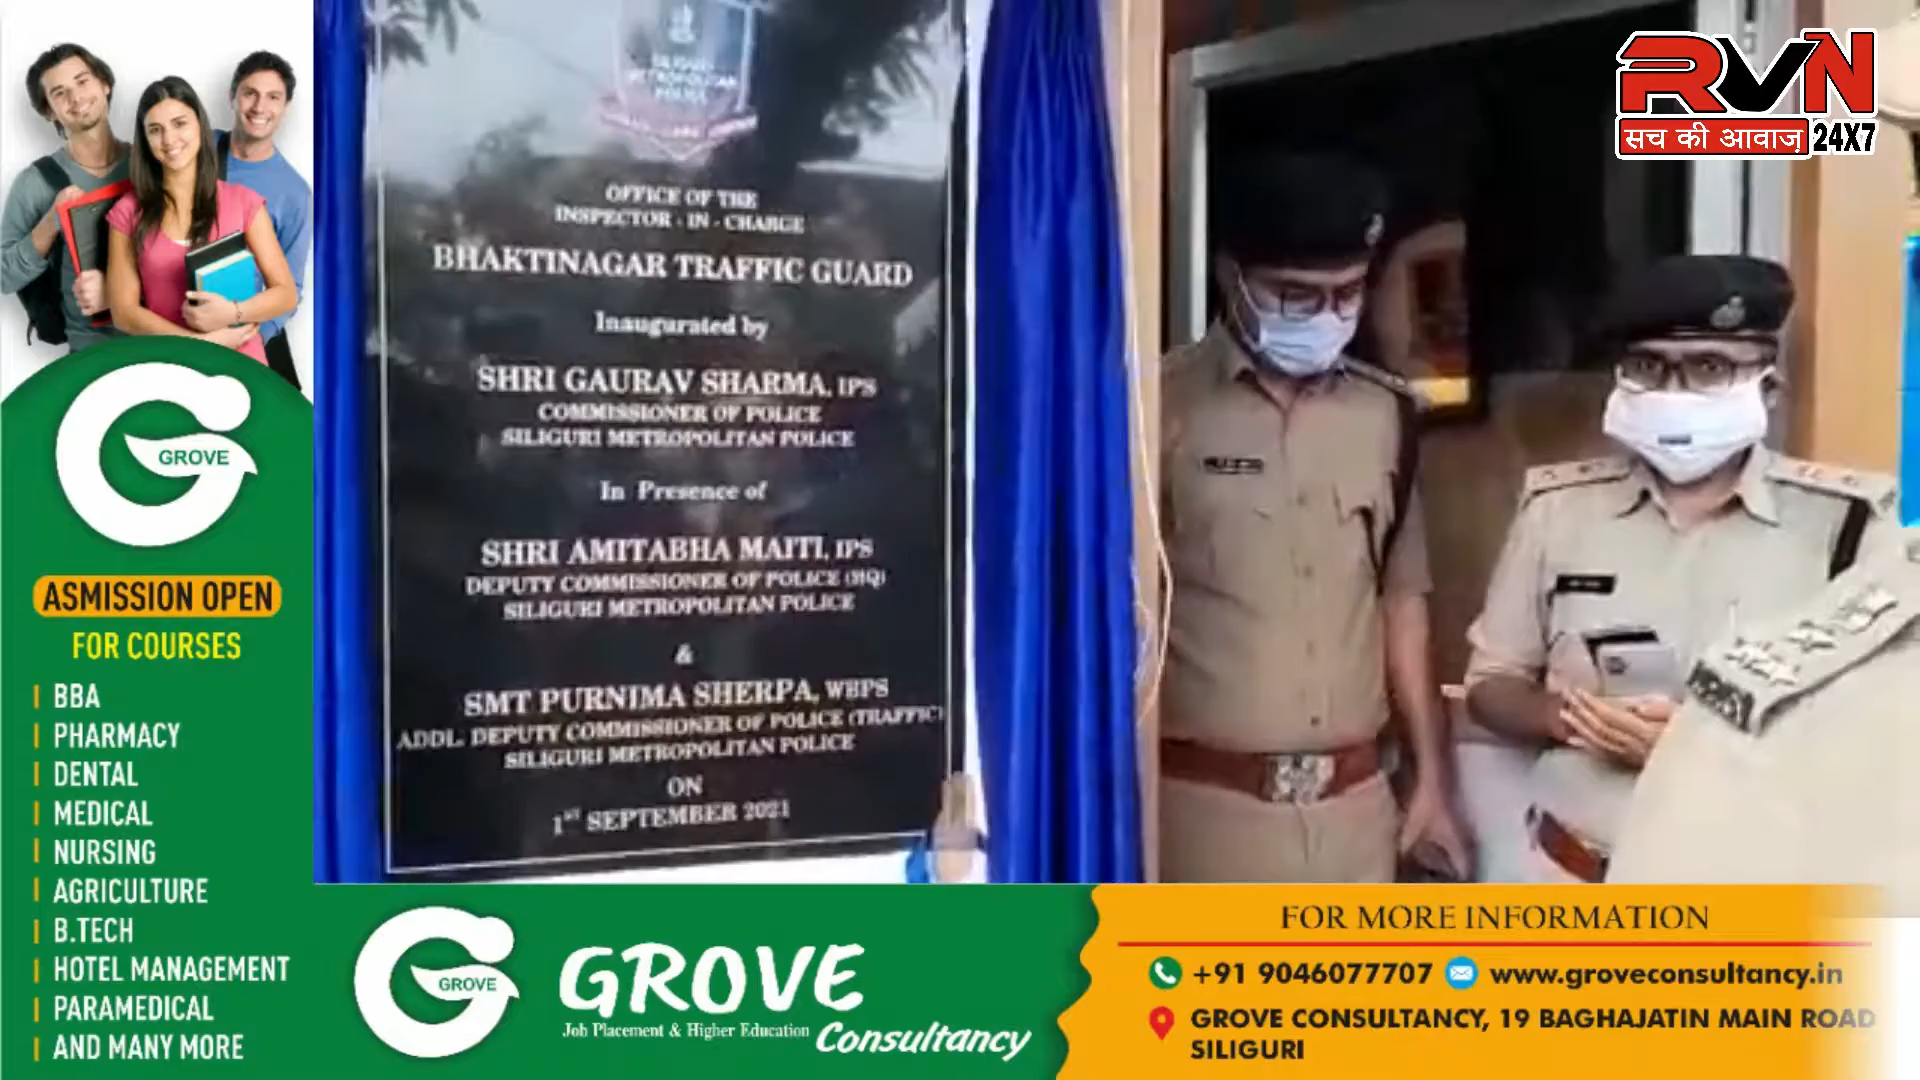 RVN
सच की आवाज़ 24X7
SILIGURI
METROPOLITAN
POLICE
OFFICE OF THE
INSPECTOR - IN - CHARGE
BHAKTINAGAR TRAFFIC GUARD
Inaugurated by
SHRI GAURAV SHARMA, IPS
COMMISSIONER OF POLICE
SILIGURI METROPOLITAN POLICE
In Presence of
SHRI AMITABHA MAITI, IPS
DEPUTY COMMISSIONER OF POLICE (HQ)
SILIGURI METROPOLITAN POLICE
&
SMT PURNIMA SHERPA, WBPS
ADDL. DEPUTY COMMISSIONER OF POLICE (TRAFFIC)
SILIGURI METROPOLITAN POLICE
ON
1ST SEPTEMBER 2021
GROVE
ASMISSION OPEN
FOR COURSES
BBA
PHARMACY
DENTAL
MEDICAL
NURSING
AGRICULTURE
B.TECH
HOTEL MANAGEMENT
PARAMEDICAL
AND MANY MORE
GROVE
GROVE
Job Placement & Higher Education Consultancy
FOR MORE INFORMATION
+91 9046077707 www.groveconsultancy.in
GROVE CONSULTANCY, 19 BAGHAJATIN MAIN ROAD
SILIGURI